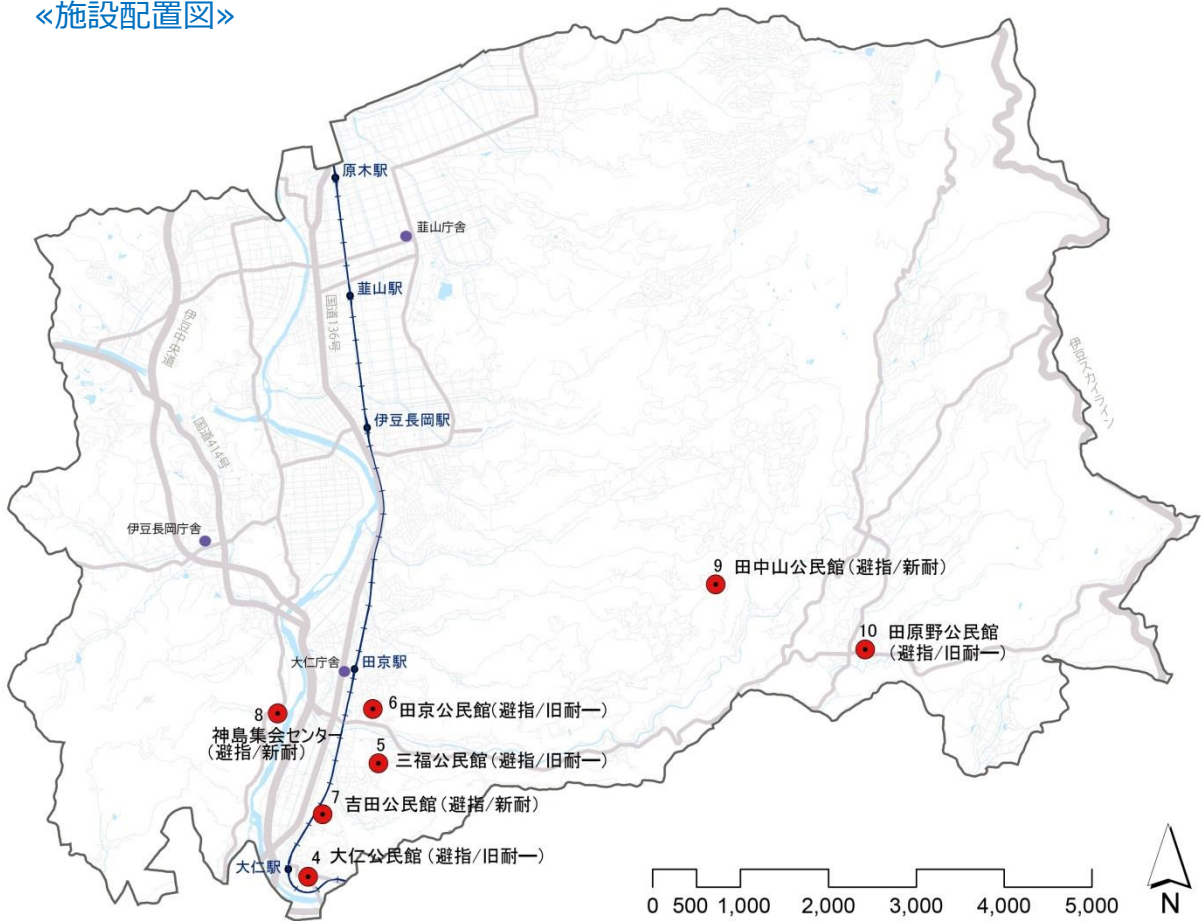 «施設配置図»
原木駅
韮山庁舎
韮山駅
国道136号
伊豆中央道
伊豆スカイライン
伊豆長岡駅
国道414号
伊豆長岡庁舎
9 田中山公民館(避指/新耐)
10 田原野公民館
(避指/旧耐一)
大仁庁舎
田京駅
6 田京公民館(避指/旧耐一)
8
神島集会センター
(避指/新耐)
5
三福公民館(避指/旧耐一)
7 吉田公民館(避指/新耐)
4 大仁公民館(避指/旧耐一)
大仁駅
0 500 1,000 2,000 3,000 4,000 5,000
N